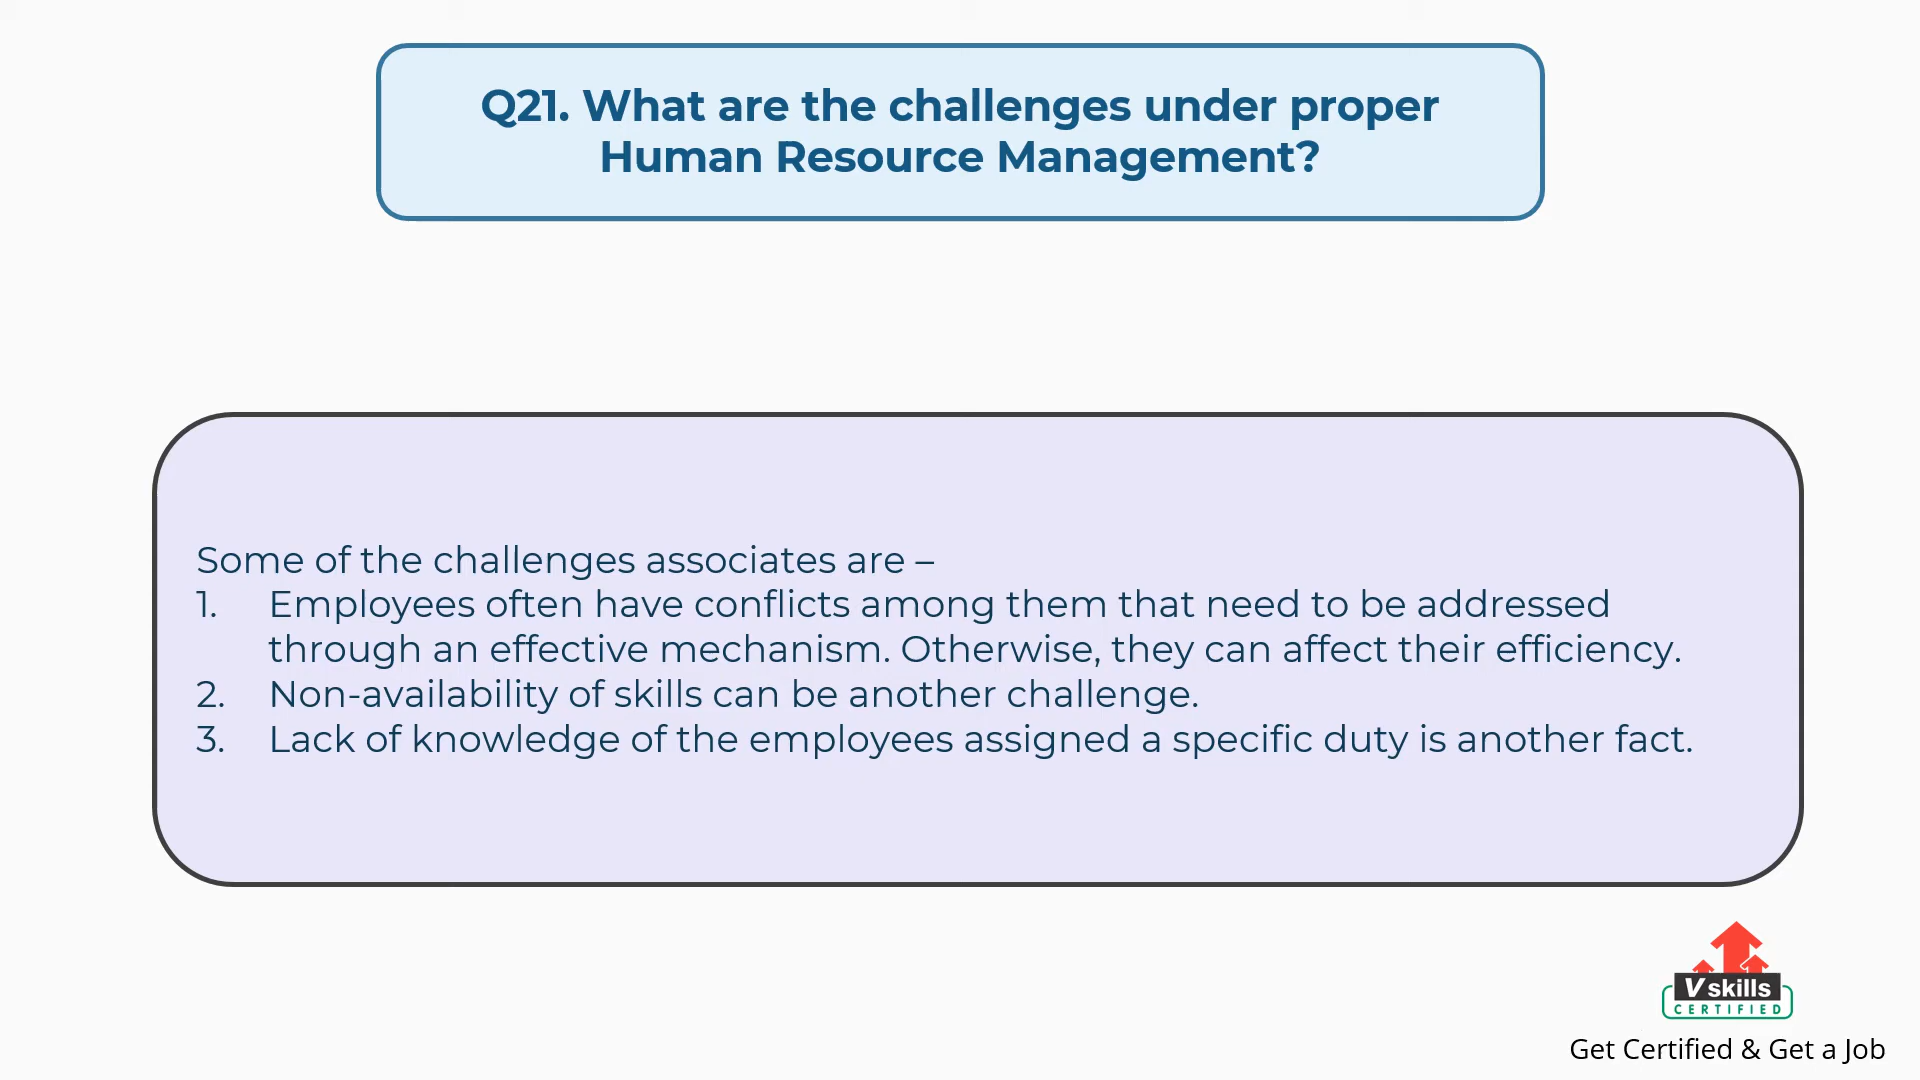 Q21. What are the challenges under proper
Human Resource Management?
Some of the challenges associates are –
1. Employees often have conflicts among them that need to be addressed
through an effective mechanism. Otherwise, they can affect their efficiency.
2. Non-availability of skills can be another challenge.
3. Lack of knowledge of the employees assigned a specific duty is another fact.
Vskills
CERTIFIED
Get Certified & Get a Job